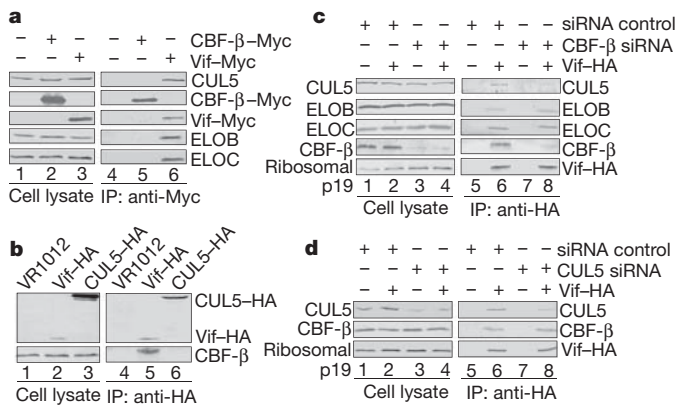 a
− + − − + − CBF-β–Myc
− − + − − + Vif–Myc
CUL5
CBF-β–Myc
Vif–Myc
ELOB
ELOC
1 2 3 4 5 6
Cell lysate IP: anti-Myc
b
VR1012 Vif–HA CUL5–HA VR1012 Vif–HA CUL5–HA
CUL5–HA
Vif–HA
CBF-β
1 2 3 4 5 6
Cell lysate IP: anti-HA
c
+ + − − + + − − siRNA control
− − + + − − + + CBF-β siRNA
− + − + − + − + Vif–HA
CUL5 CUL5
ELOB ELOB
ELOC ELOC
CBF-β CBF-β
Ribosomal Vif–HA
p19 1 2 3 4 5 6 7 8
Cell lysate IP: anti-HA
d
+ + − − + + − − siRNA control
− − + + − − + + CUL5 siRNA
− + − + − + − + Vif–HA
CUL5 CUL5
CBF-β CBF-β
Ribosomal Vif–HA
p19 1 2 3 4 5 6 7 8
Cell lysate IP: anti-HA